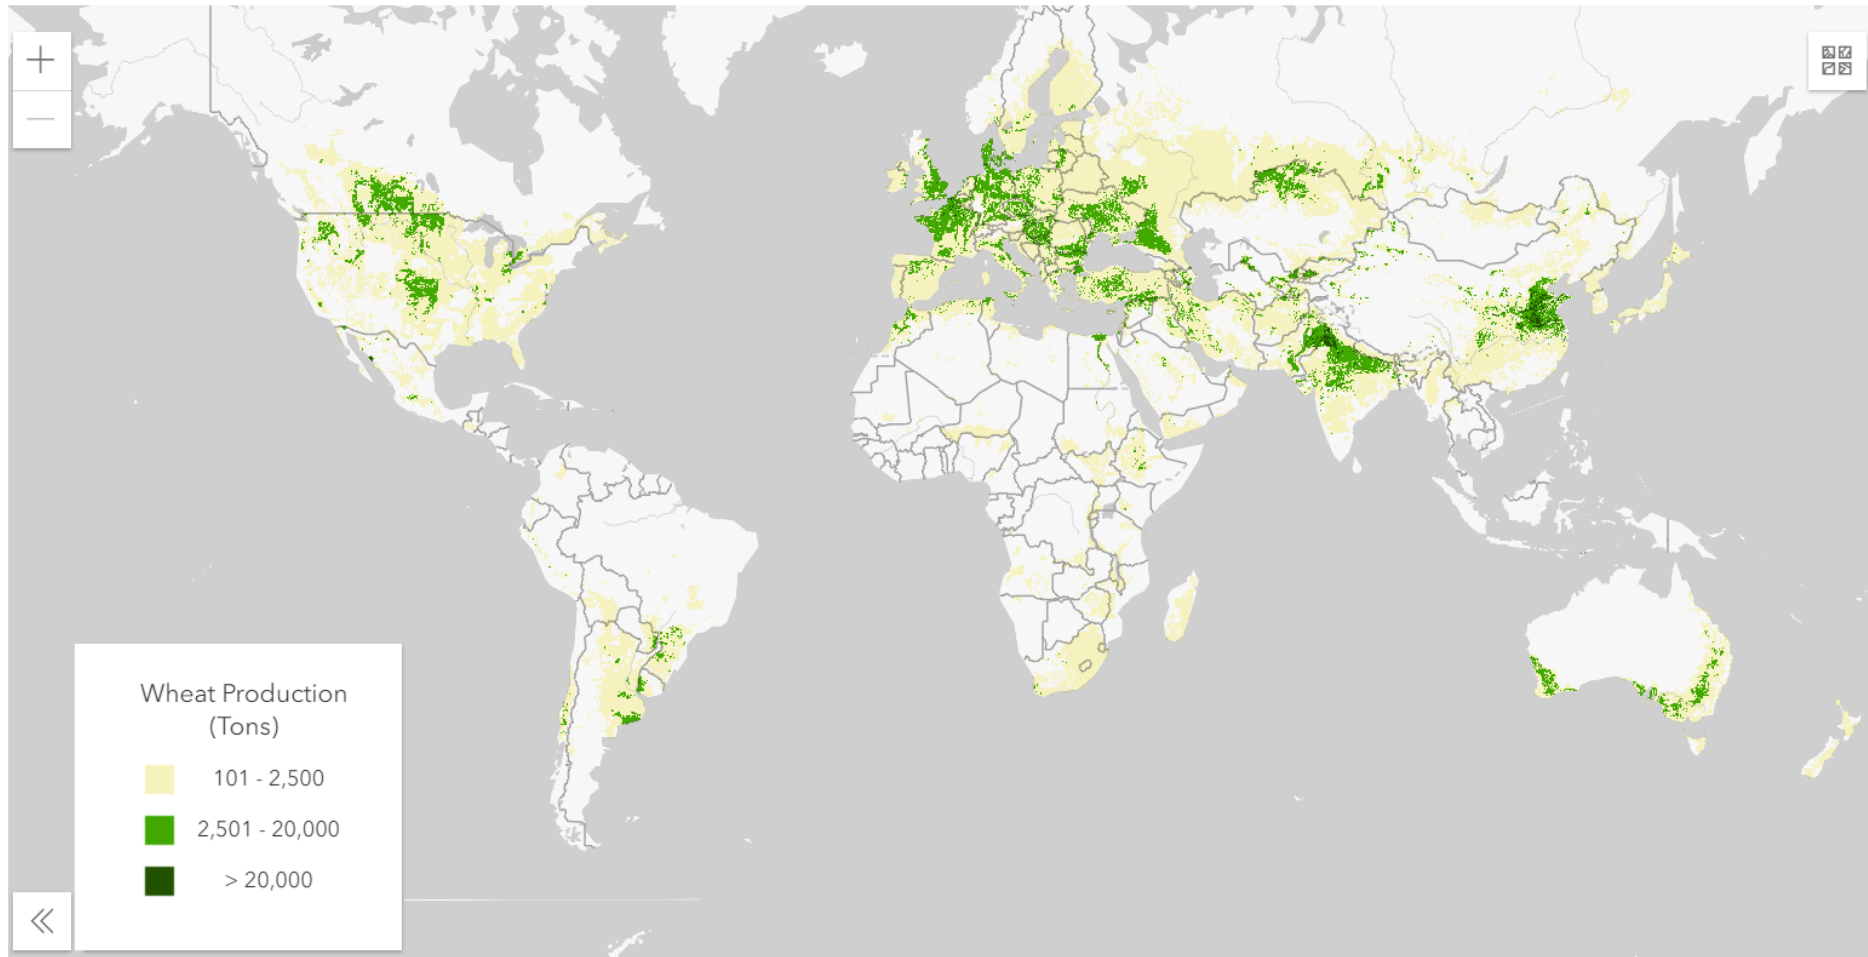 Wheat Production
(Tons)
101 - 2,500
2,501 - 20,000
> 20,000